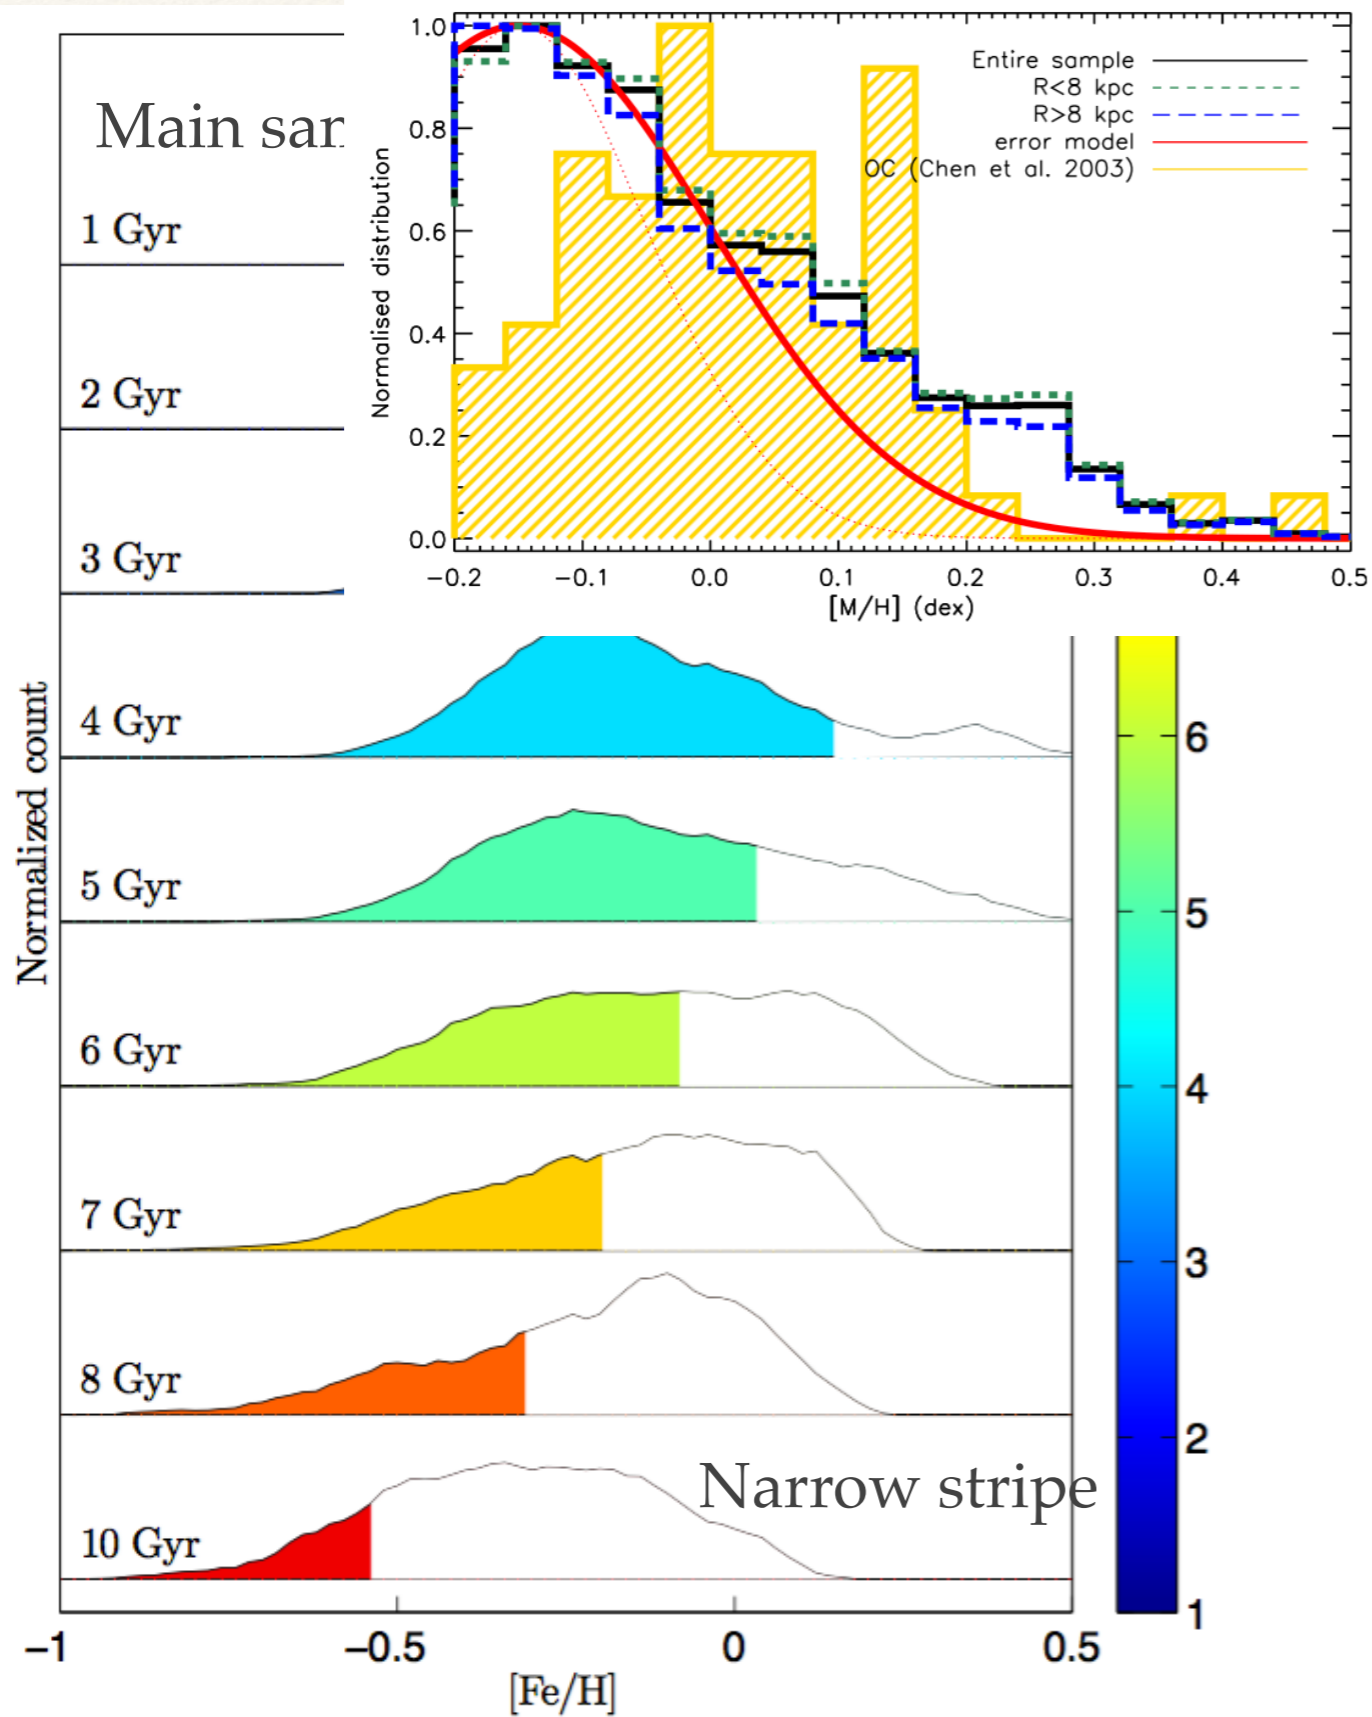 Main sam
1 Gyr
2 Gyr
3 Gyr
4 Gyr
5 Gyr
6 Gyr
7 Gyr
8 Gyr
10 Gyr
Normalized count
−1
−0.5
0
0.5
[Fe/H]
Narrow stripe
1.0
0.8
0.6
0.4
0.2
0.0
Normalised distribution
Entire sample
R<8 kpc
R>8 kpc
error model
OC (Chen et al. 2003)
−0.2
−0.1
0.0
0.1
0.2
0.3
0.4
0.5
[M/H] (dex)
6
5
4
3
2
1